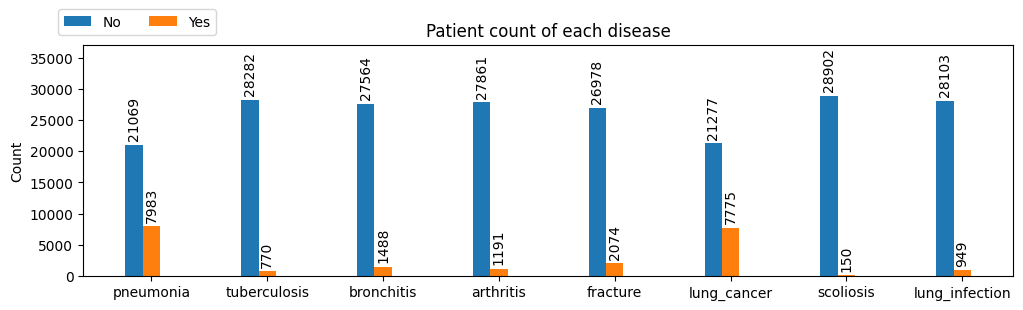 No Yes
Patient count of each disease
Count
35000
30000
25000
20000
15000
10000
5000
0
21069 7983 28282 770 27564 1488 27861 1191 26978 2074 21277 7775 28902 150 28103 949
pneumonia tuberculosis bronchitis arthritis fracture lung_cancer scoliosis lung_infection